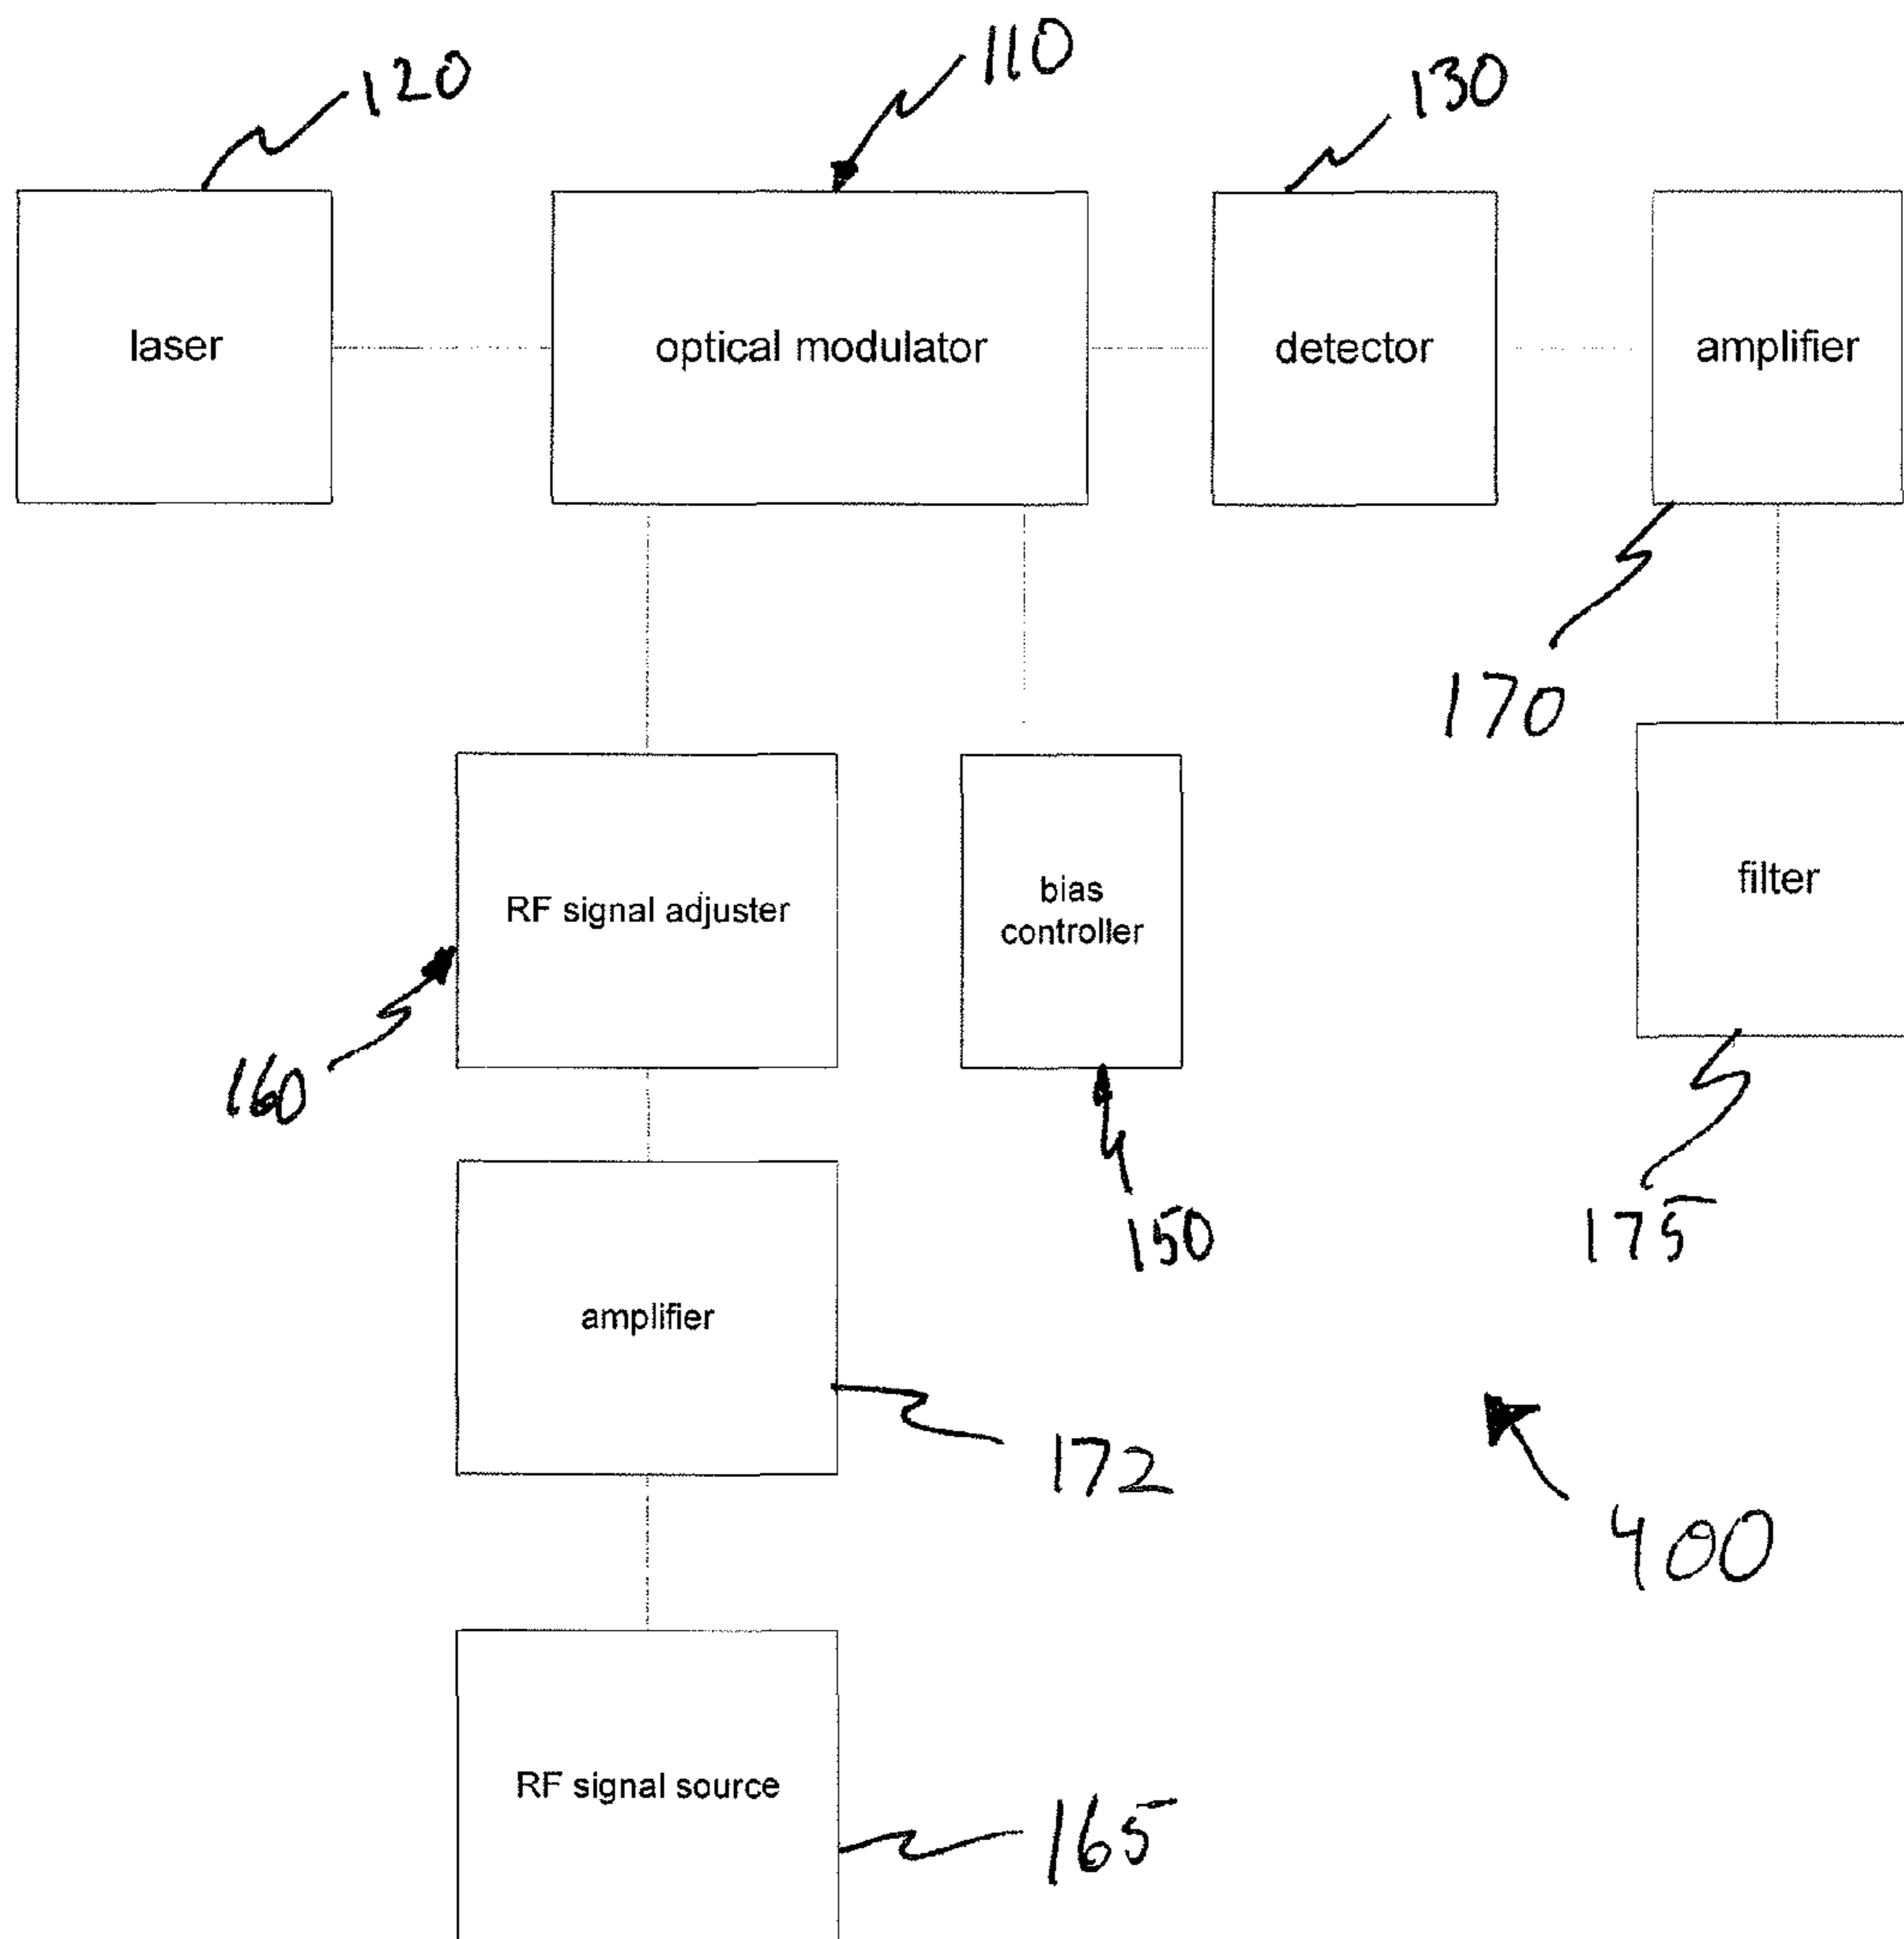 120
110
130
laser
optical modulator
detector
amplifier
170
RF signal adjuster
bias
controller
filter
160
150
175
amplifier
172
400
RF signal source
165